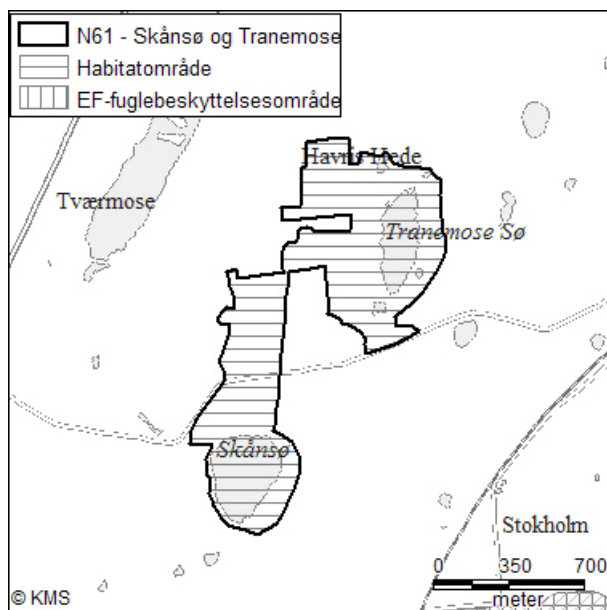 N61 - Skånsø og Tranemose
Habitatområde
EF-fuglebeskyttelsesområde
Havris Hede
Tværmose
Tranemose Sø
Skånsø
Stokholm
0 350 700
meter
© KMS